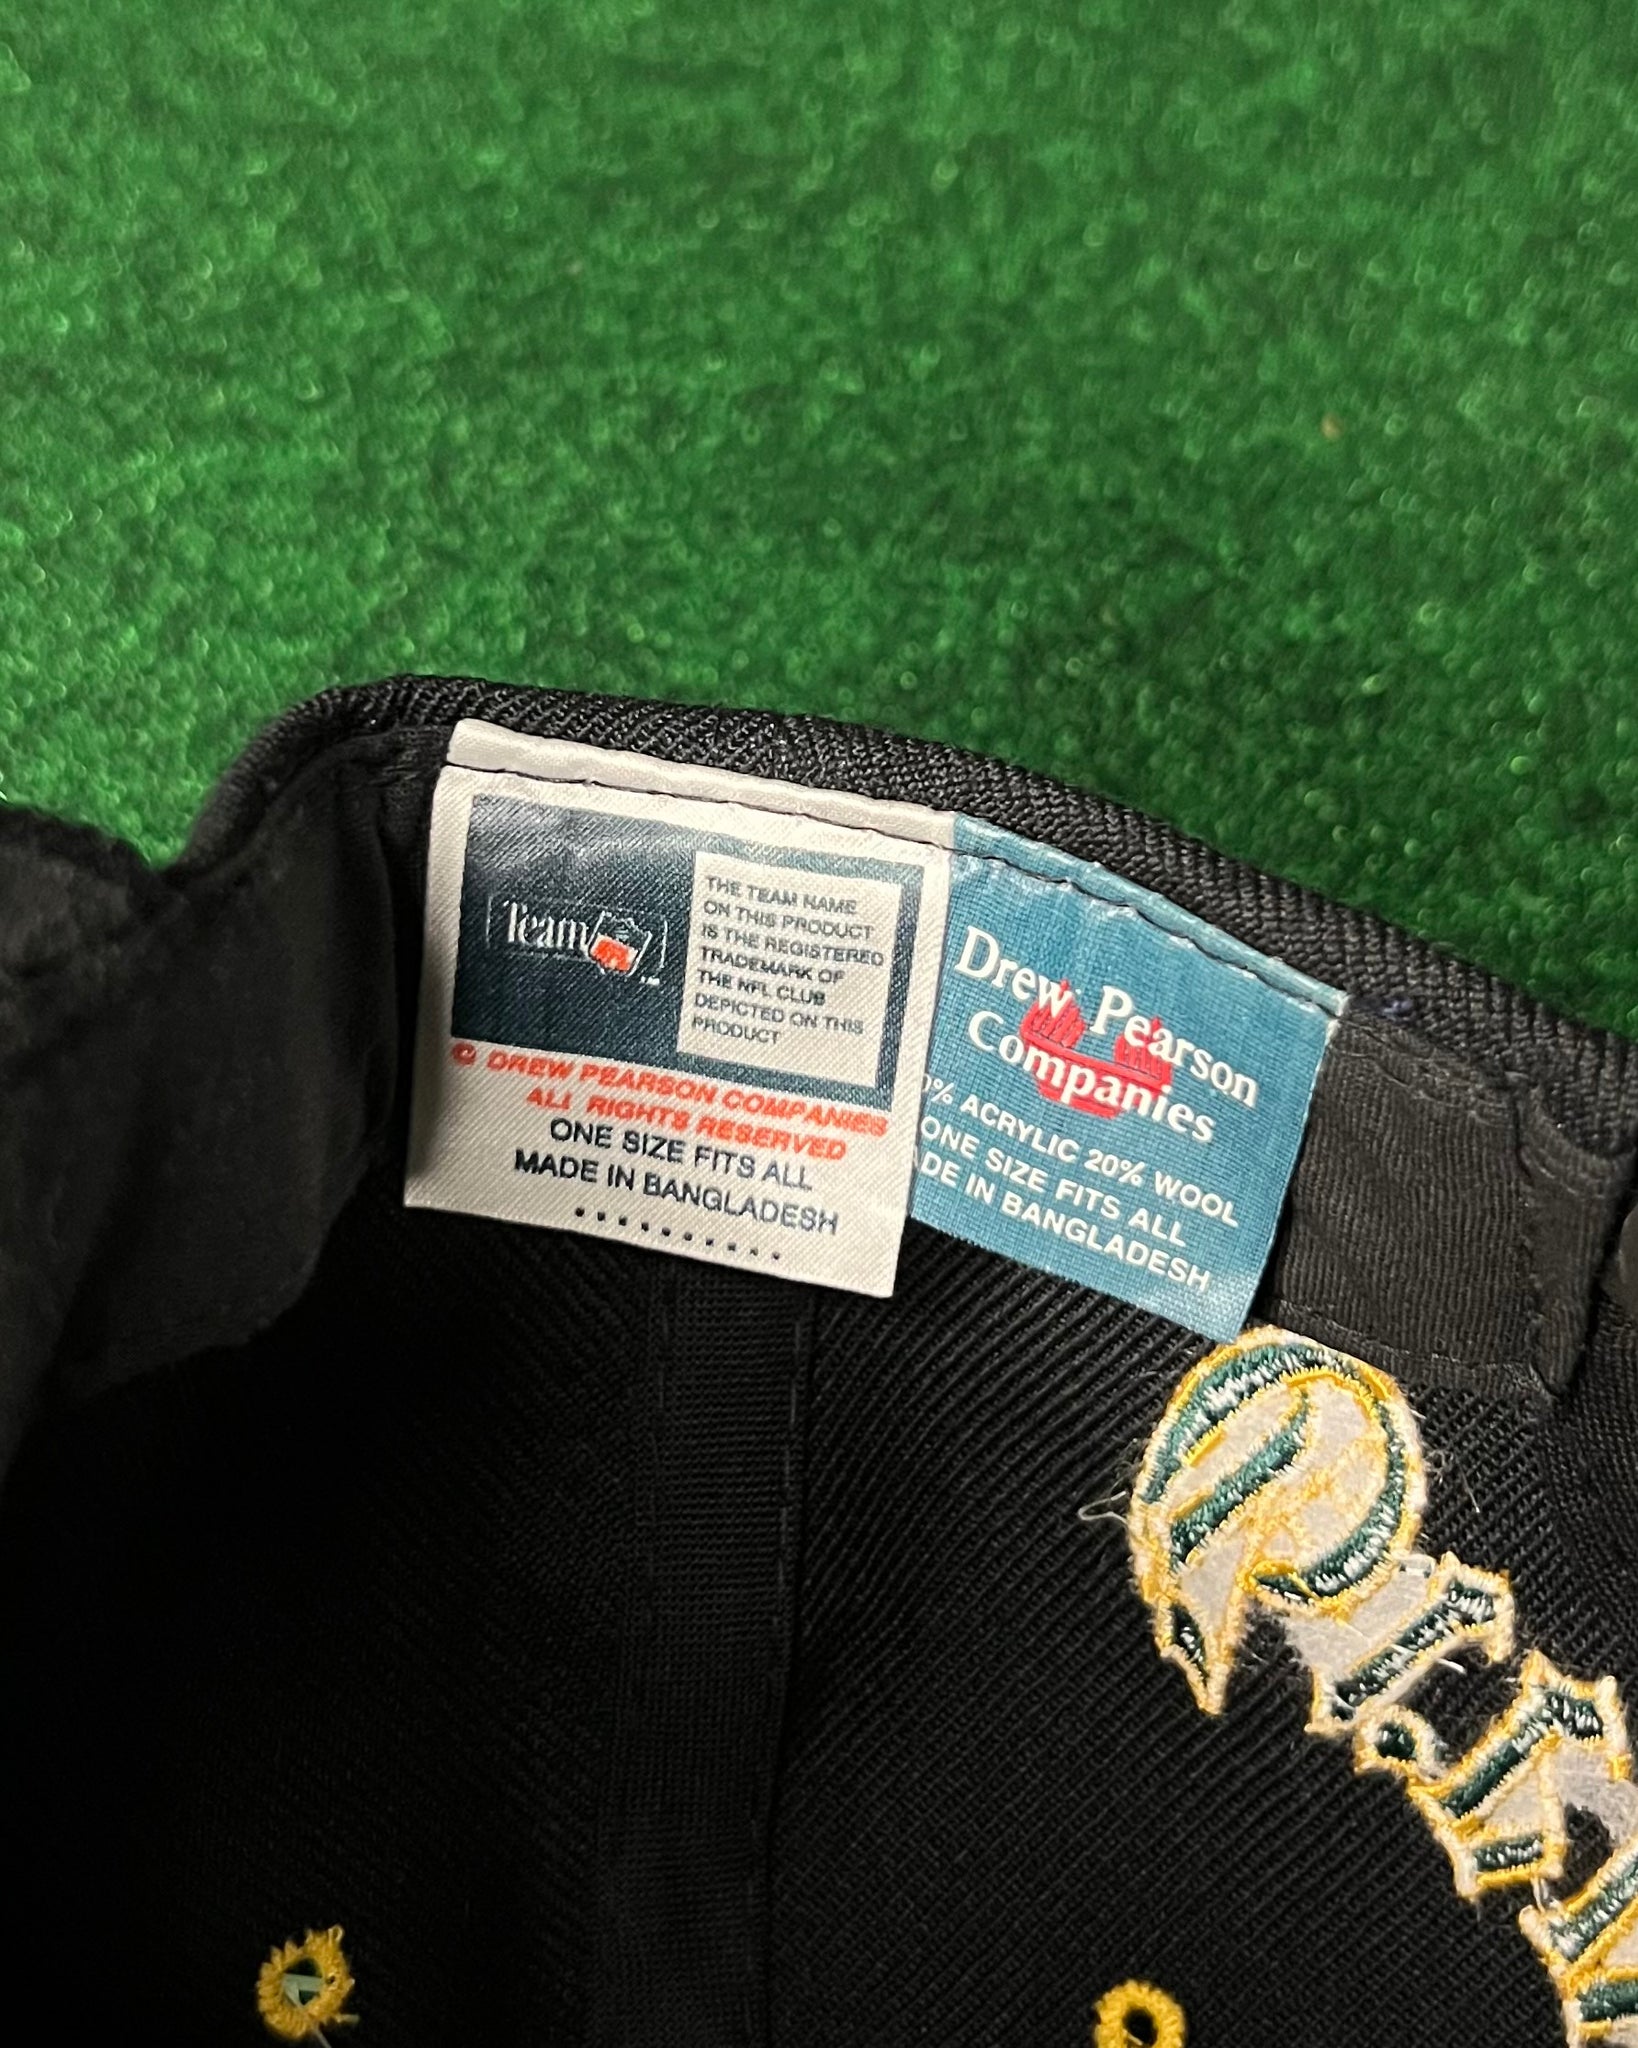 Team NFL
THE TEAM NAME
ON THIS PRODUCT
IS THE REGISTERED
TRADEMARK OF
THE NFL CLUB
DEPICTED ON THIS
PRODUCT
© DREW PEARSON COMPANIES
ALL RIGHTS RESERVED
ONE SIZE FITS ALL
MADE IN BANGLADESH
Drew Pearson
Companies
% ACRYLIC 20% WOOL
ONE SIZE FITS ALL
DE IN BANGLADESH